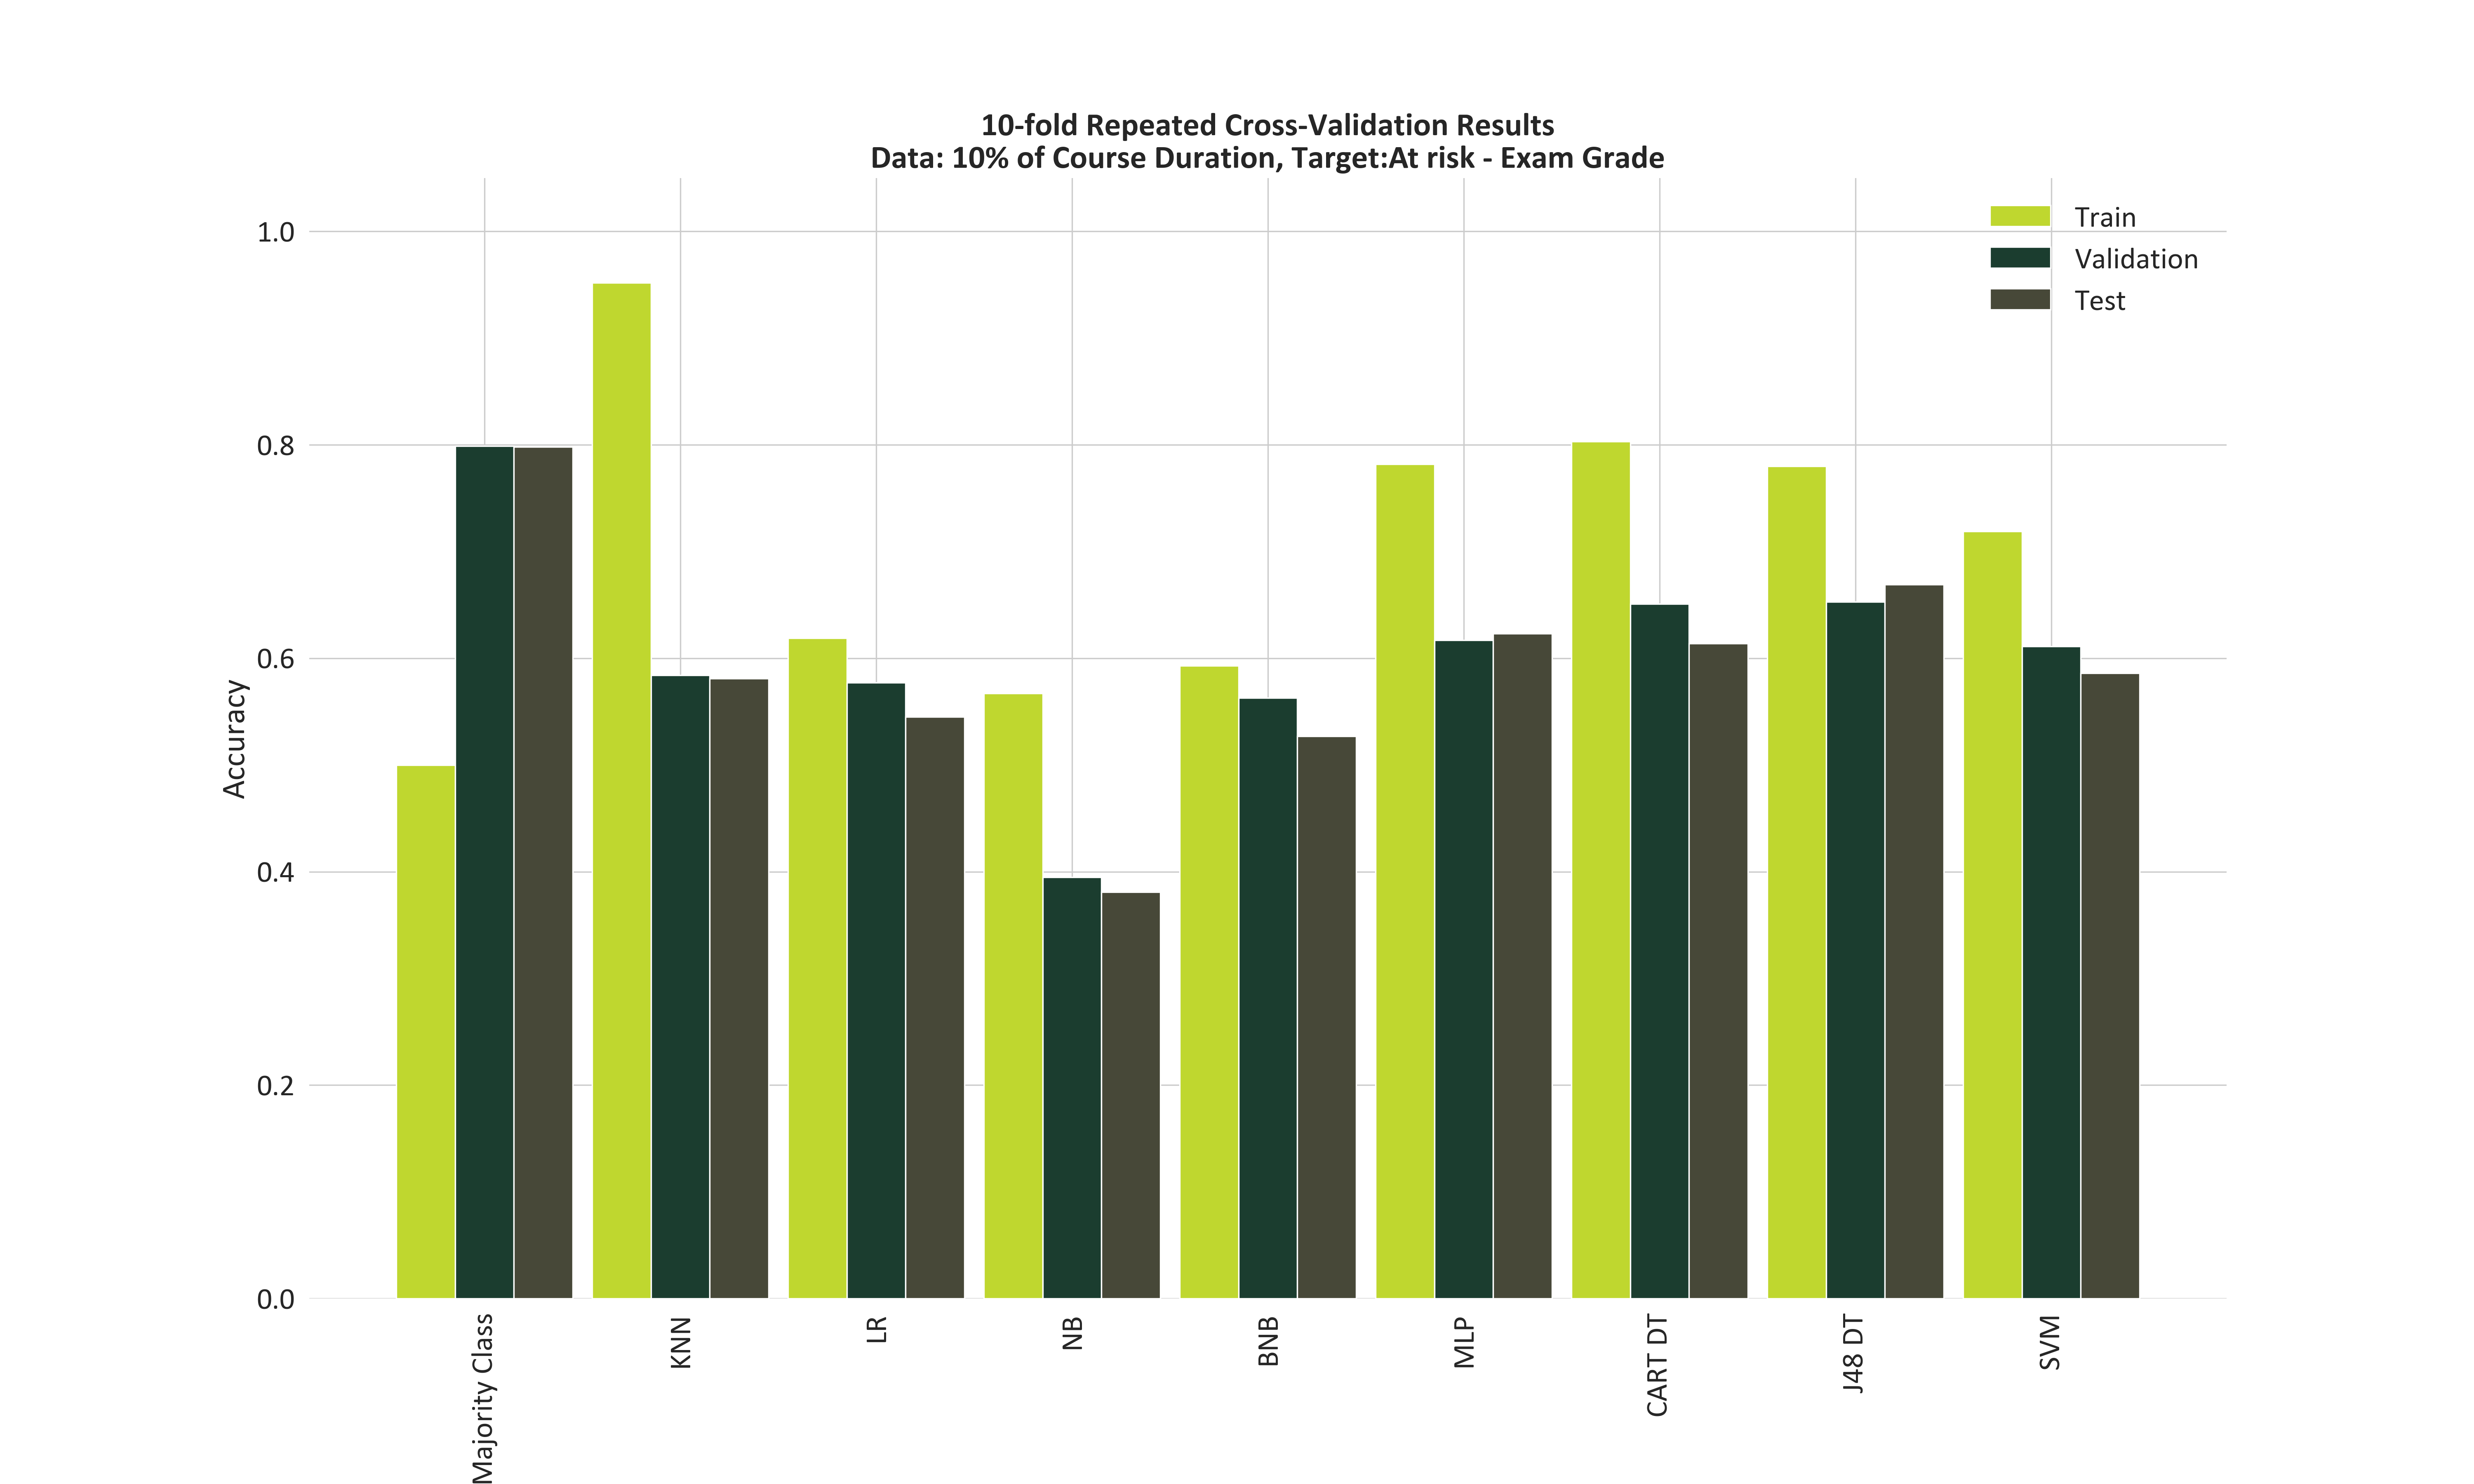 10-fold Repeated Cross-Validation Results
Data: 10% of Course Duration, Target:At risk - Exam Grade
Train
Validation
Test
1.0
0.8
0.6
0.4
0.2
0.0
Accuracy
Majority Class
KNN
LR
NB
BNB
MLP
CART DT
J48 DT
SVM